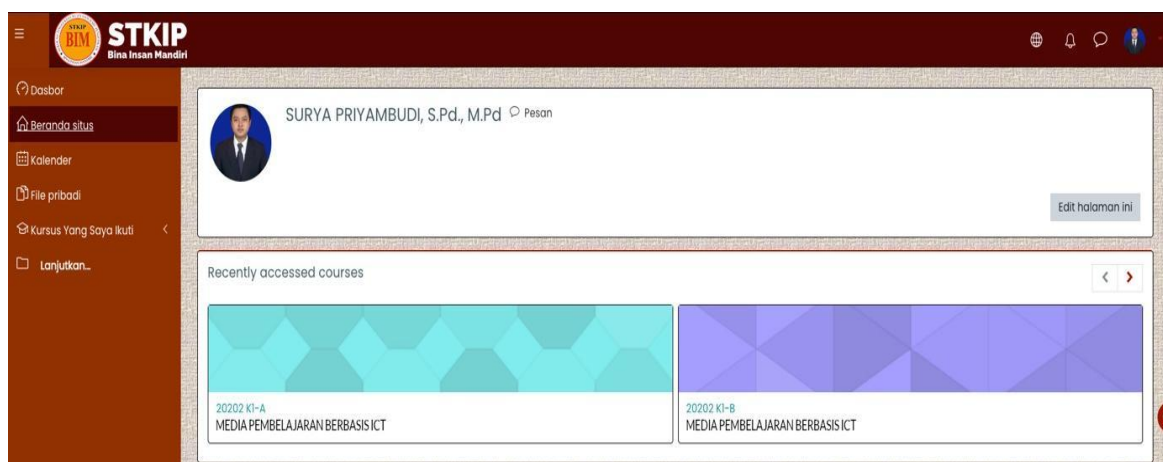 STKIP
BIM
STKIP
Bina Insan Mandiri
Dasbor
Beranda situs
Kalender
File pribadi
Kursus Yang Saya Ikuti
Lanjutkan...
SURYA PRIYAMBUDI, S.Pd., M.Pd Pesan
Edit halaman ini
Recently accessed courses
20202 K1-A
MEDIA PEMBELAJARAN BERBASIS ICT
20202 K1-B
MEDIA PEMBELAJARAN BERBASIS ICT